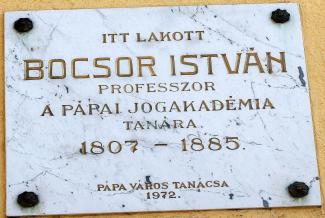 ITT LAKOTT
BOCSOR ISTVÁN
PROFESSZOR
A PÁPAI JOGAKADÉMIA
TANÁRA
1807 – 1885.
PÁPA VÁROS TANÁCSA
1972.